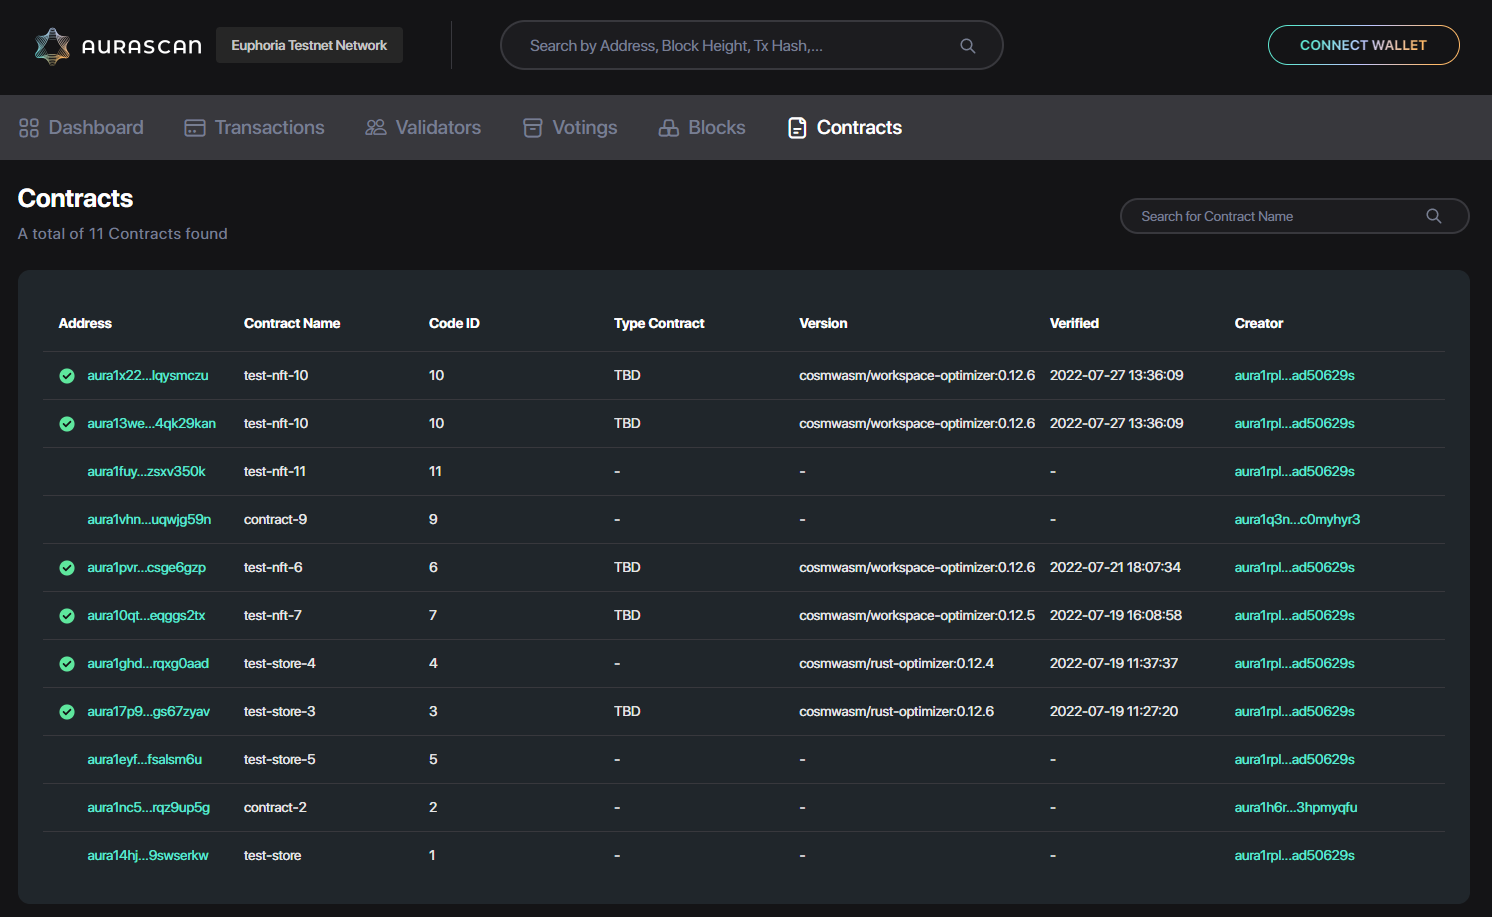 AURASCAN Euphoria Testnet Network Search by Address, Block Height, Tx Hash,... CONNECT WALLET
Dashboard Transactions Validators Votings Blocks Contracts
Contracts
A total of 11 Contracts found
Search for Contract Name
Address Contract Name Code ID Type Contract Version Verified Creator
aura1x22...lqysmczu test-nft-10 10 TBD cosmwasm/workspace-optimizer:0.12.6 2022-07-27 13:36:09 aura1rpl...ad50629s
aura13we...4qk29kan test-nft-10 10 TBD cosmwasm/workspace-optimizer:0.12.6 2022-07-27 13:36:09 aura1rpl...ad50629s
aura1fuy...zsxv350k test-nft-11 11 - - - aura1rpl...ad50629s
aura1vhn...uqwjg59n contract-9 9 - - - aura1q3n...c0myhyr3
aura1pvr...csge6gzp test-nft-6 6 TBD cosmwasm/workspace-optimizer:0.12.6 2022-07-21 18:07:34 aura1rpl...ad50629s
aura10qt...eqggs2tx test-nft-7 7 TBD cosmwasm/workspace-optimizer:0.12.5 2022-07-19 16:08:58 aura1rpl...ad50629s
aura1ghd...rqxg0aad test-store-4 4 - cosmwasm/rust-optimizer:0.12.4 2022-07-19 11:37:37 aura1rpl...ad50629s
aura17p9...gs67zyav test-store-3 3 TBD cosmwasm/rust-optimizer:0.12.6 2022-07-19 11:27:20 aura1rpl...ad50629s
aura1eyf...fsalsm6u test-store-5 5 - - - aura1rpl...ad50629s
aura1nc5...rqz9up5g contract-2 2 - - - aura1h6r...3hpmyqfu
aura14hj...9swserkw test-store 1 - - - aura1rpl...ad50629s